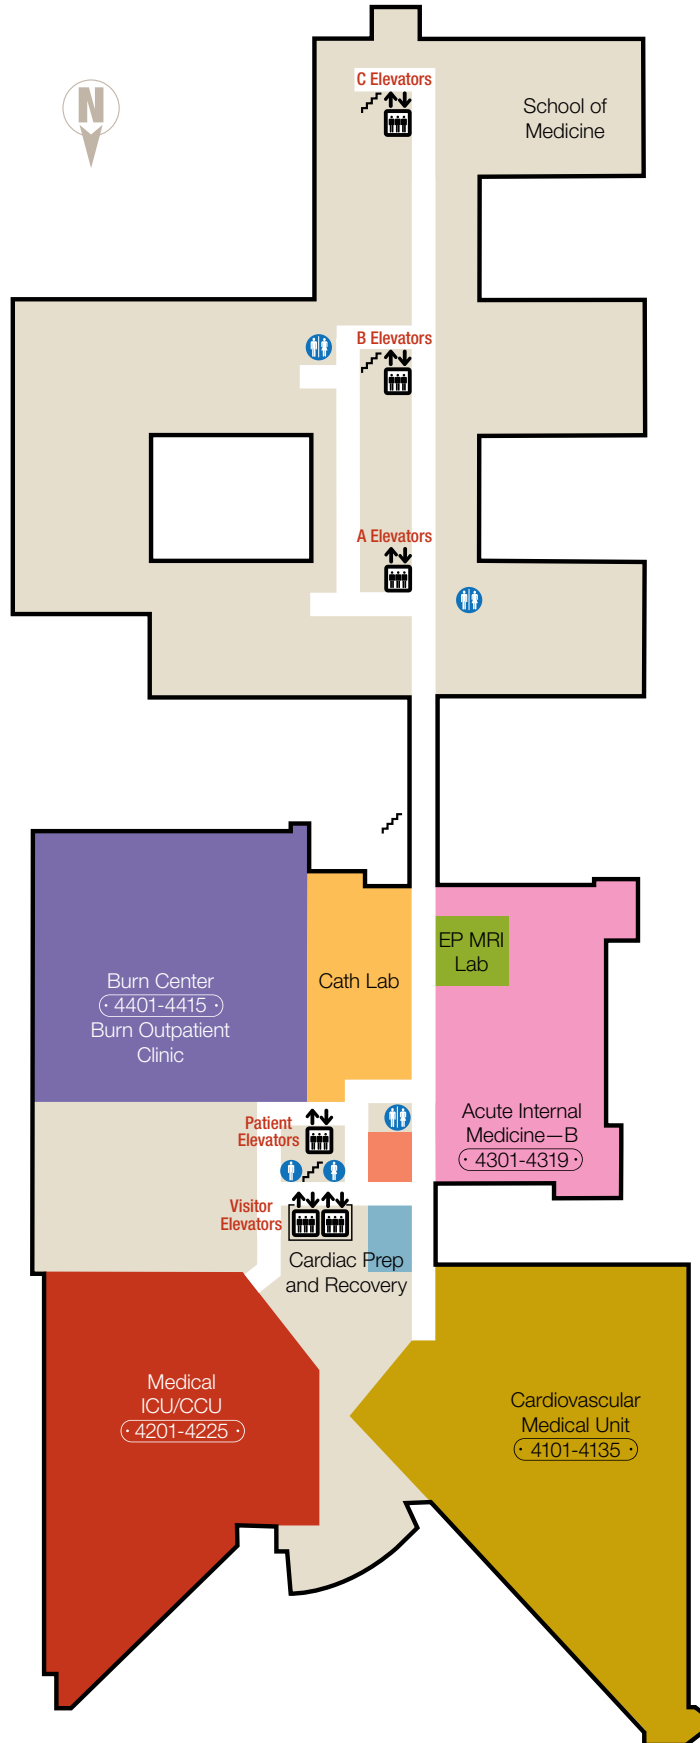 C Elevators
N
School of
Medicine
B Elevators
A Elevators
EP MRI
Lab
Burn Center
· 4401-4415 ·
Burn Outpatient
Clinic
Cath Lab
Acute Internal
Medicine—B
· 4301-4319 ·
Patient
Elevators
Visitor
Elevators
Cardiac Prep
and Recovery
Medical
ICU/CCU
· 4201-4225 ·
Cardiovascular
Medical Unit
· 4101-4135 ·